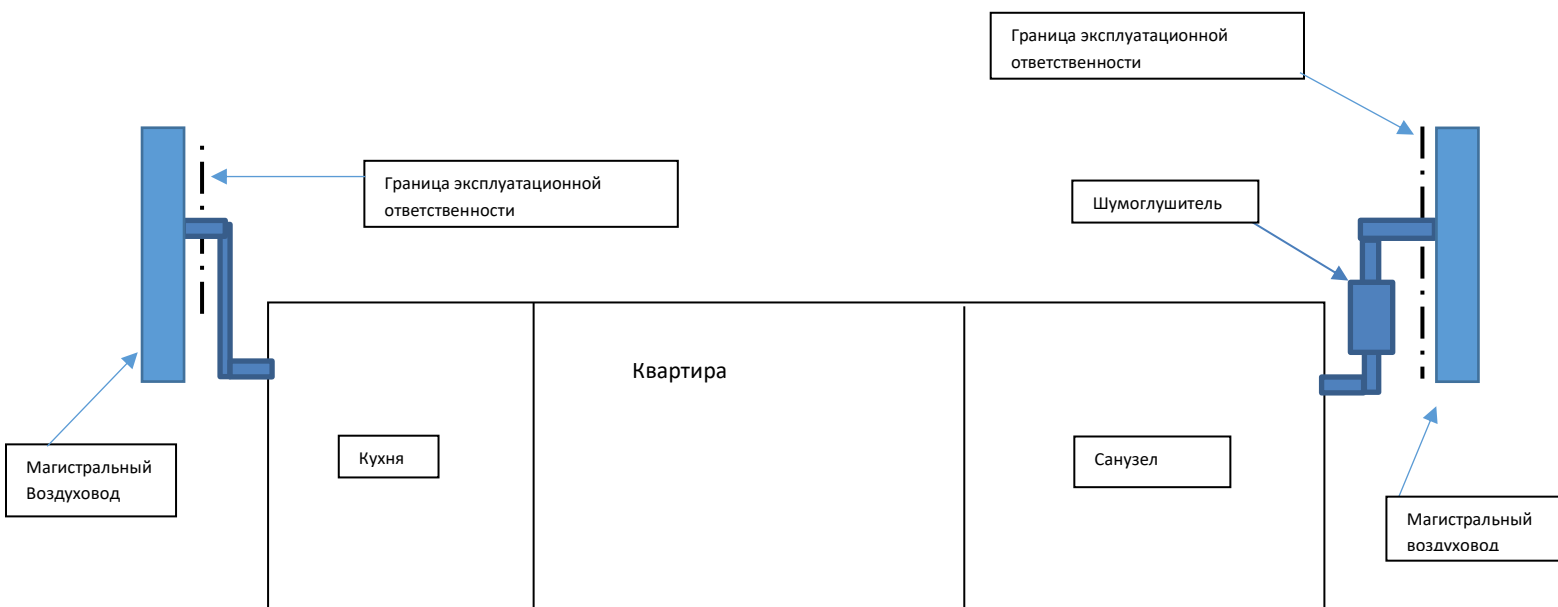 Граница эксплуатационной
ответственности
Граница эксплуатационной
ответственности
Шумоглушитель
Квартира
Магистральный
Воздуховод
Кухня
Санузел
Магистральный
воздуховод